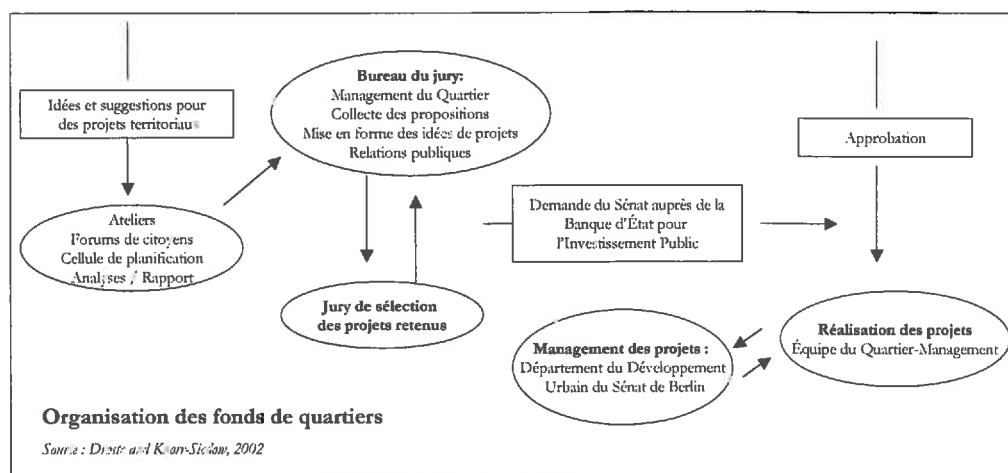 Idées et suggestions pour
des projets territoriaux
Ateliers
Forums de citoyens
Cellule de planification
Analyses / Rapport
Bureau du jury:
Management du Quartier
Collecte des propositions
Mise en forme des idées de projets
Relations publiques
Jury de sélection
des projets retenus
Demande du Sénat auprès de la
Banque d'État pour
l'Investissement Public
Approbation
Réalisation des projets
Équipe du Quartier-Management
Management des projets :
Département du Développement
Urbain du Sénat de Berlin
Organisation des fonds de quartiers
Source : Droste and 2002